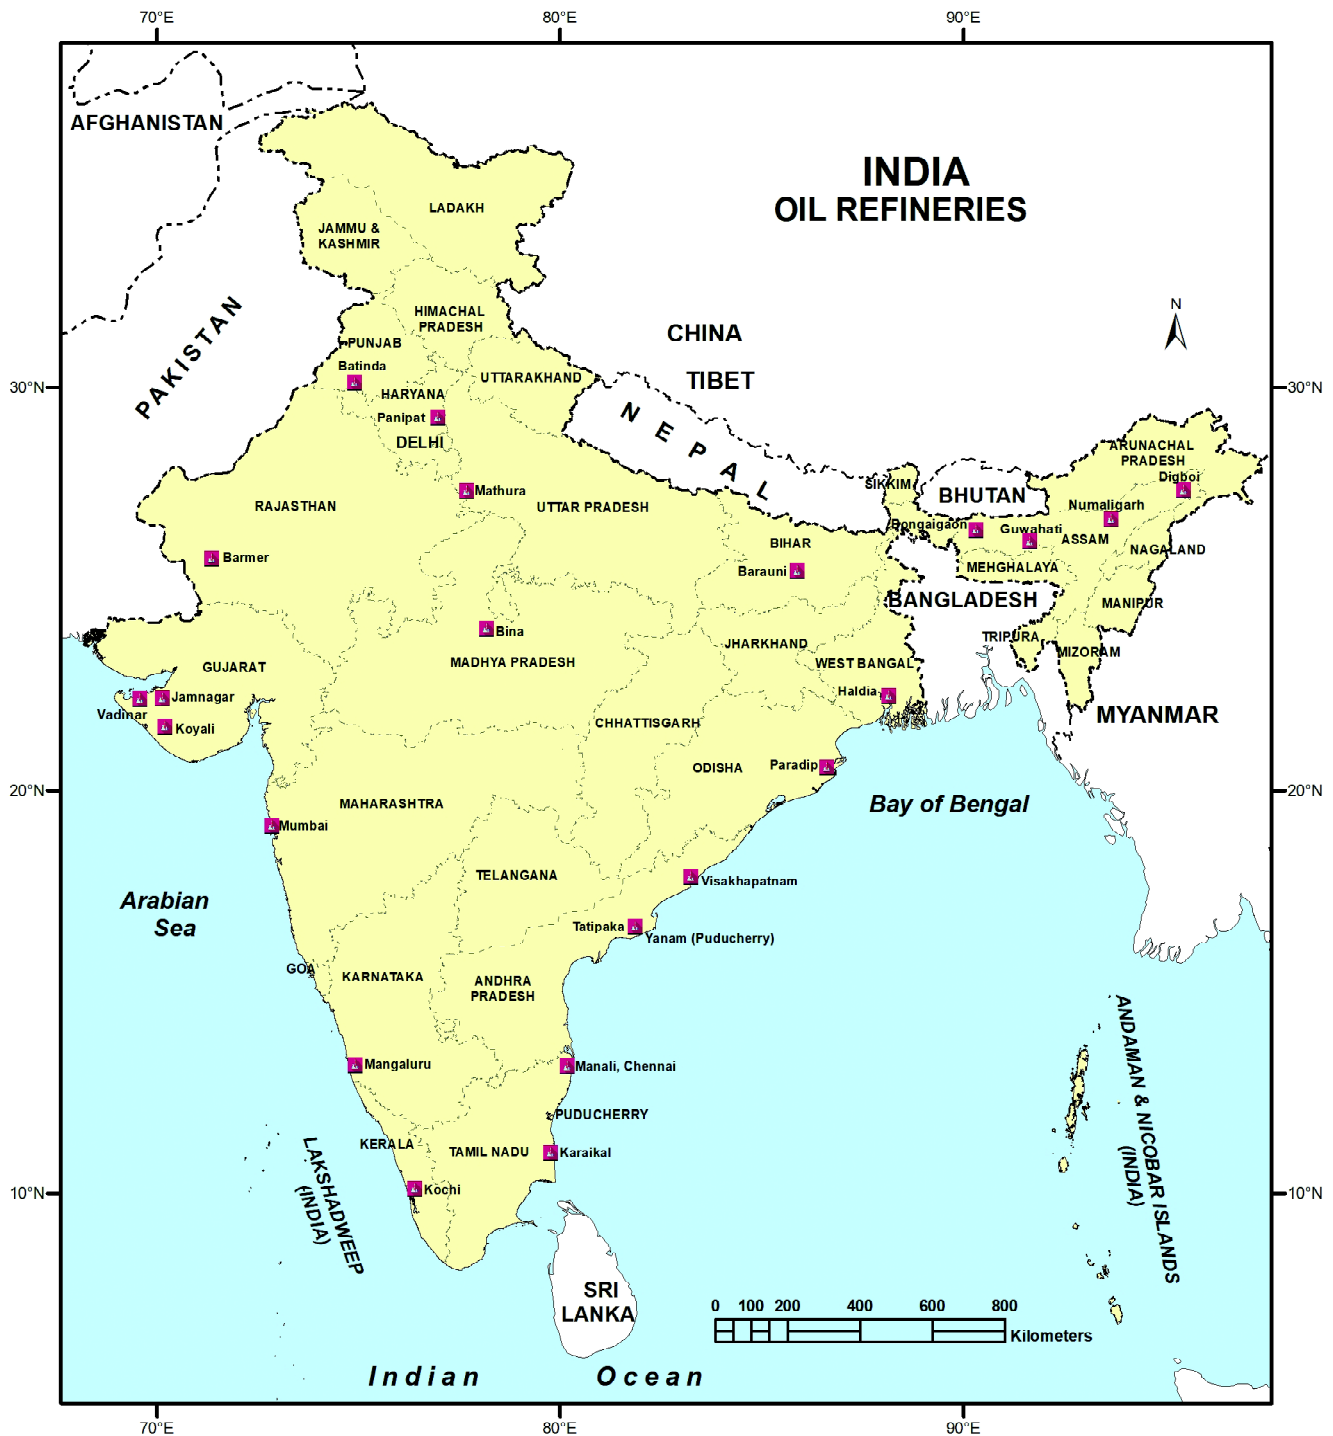 70°E
80°E
90°E
AFGHANISTAN
INDIA
OIL REFINERIES
LADAKH
JAMMU &
KASHMIR
N
HIMACHAL
PRADESH
PAKISTAN
CHINA
PUNJAB
Batinda
UTTARAKHAND
TIBET
30°N
30°N
HARYANA
Panipat
DELHI
NEPAL
ARUNACHAL
PRADESH
Digboi
SIKKIM
BHUTAN
Mathura
RAJASTHAN
UTTAR PRADESH
Numaligarh
Bongaigaon
Guwahati
ASSAM
BIHAR
NAGALAND
Barmer
Barauni
MEHGHALAYA
BANGLADESH
MANIPUR
Bina
TRIPURA
JHARKHAND
MIZORAM
MADHYA PRADESH
WEST BANGAL
GUJARAT
Haldia
Jamnagar
Vadinar
Koyali
CHHATTISGARH
MYANMAR
ODISHA
Paradip
20°N
20°N
MAHARASHTRA
Bay of Bengal
Mumbai
TELANGANA
Visakhapatnam
Arabian
Sea
Tatipaka
Yanam (Puducherry)
GOA
KARNATAKA
ANDHRA
PRADESH
Mangaluru
Manali, Chennai
PUDUCHERRY
ANDAMAN & NICOBAR ISLANDS
(INDIA)
KERALA
TAMIL NADU
Karaikal
LAKSHADWEEP
(INDIA)
Kochi
10°N
10°N
SRI
LANKA
0 100 200 400 600 800
Kilometers
Indian Ocean
70°E
80°E
90°E